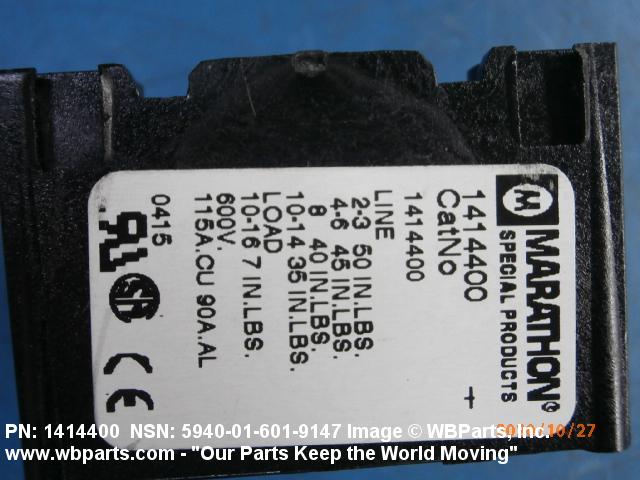 MARATHON®
SPECIAL PRODUCTS
1414400
CatNo
1414400
LINE
2-3 50 IN.LBS.
4-6 45 IN.LBS.
8 40 IN.LBS.
10-14 35 IN.LBS.
LOAD
10-16 7 IN.LBS.
600V.
115A.CU 90A.AL
0415
CE
PN: 1414400 NSN: 5940-01-601-9147 Image © WBParts, Inc.
www.wbparts.com - "Our Parts Keep the World Moving"